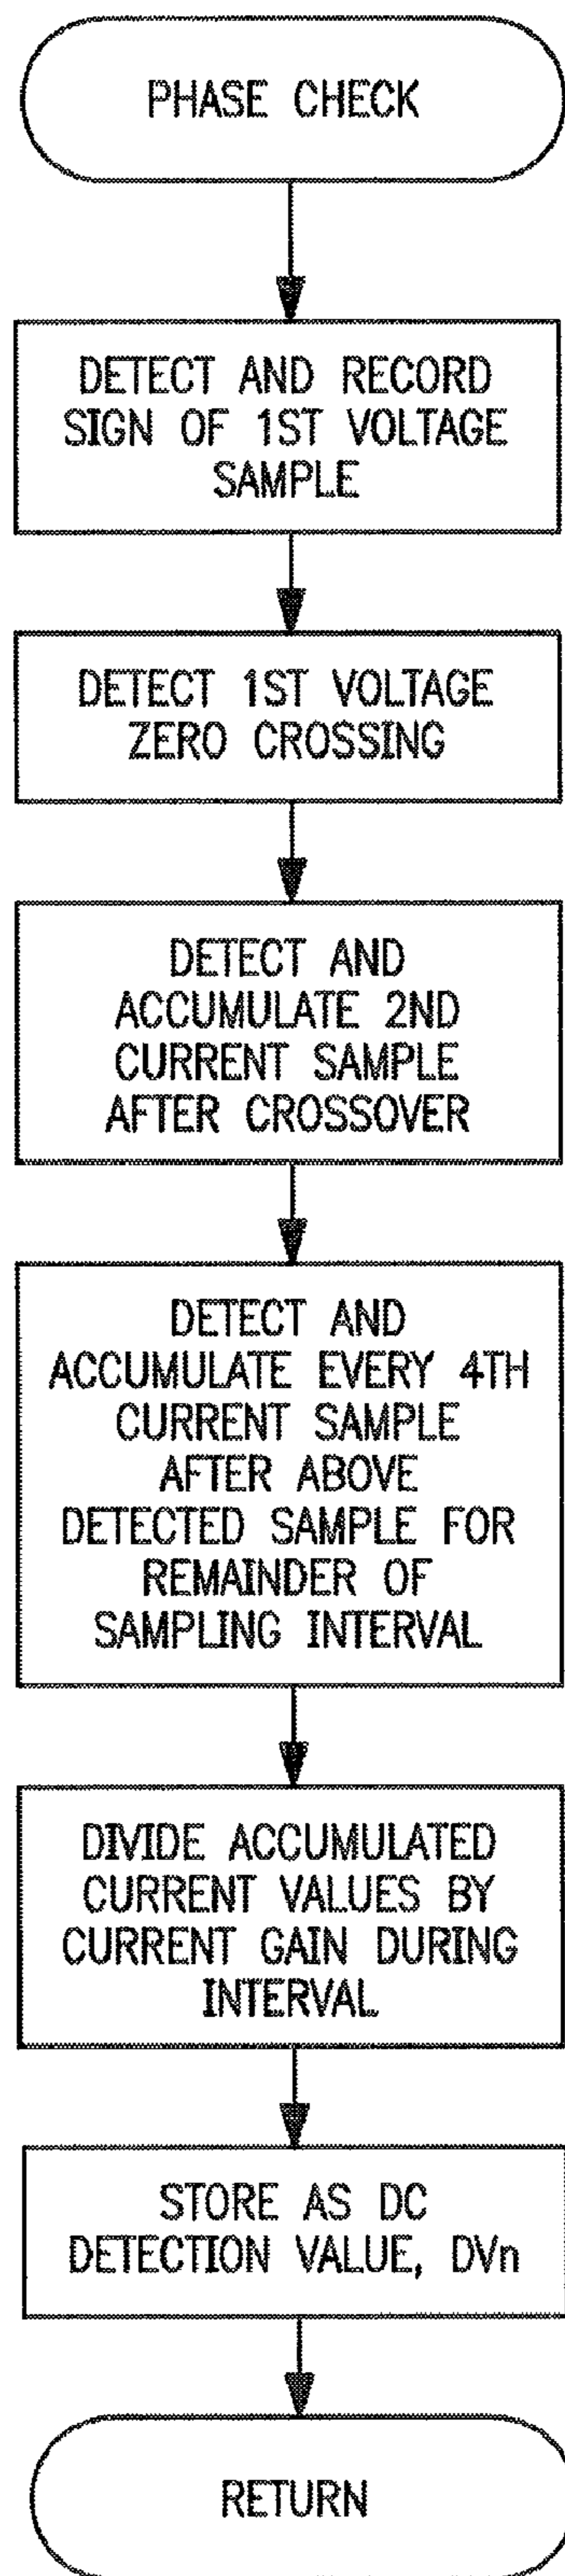 PHASE CHECK
DETECT AND RECORD
SIGN OF 1ST VOLTAGE
SAMPLE
DETECT 1ST VOLTAGE
ZERO CROSSING
DETECT AND
ACCUMULATE 2ND
CURRENT SAMPLE
AFTER CROSSOVER
DETECT AND
ACCUMULATE EVERY 4TH
CURRENT SAMPLE
AFTER ABOVE
DETECTED SAMPLE FOR
REMAINDER OF
SAMPLING INTERVAL
DIVIDE ACCUMULATED
CURRENT VALUES BY
CURRENT GAIN DURING
INTERVAL
STORE AS DC
DETECTION VALUE, DVn
RETURN